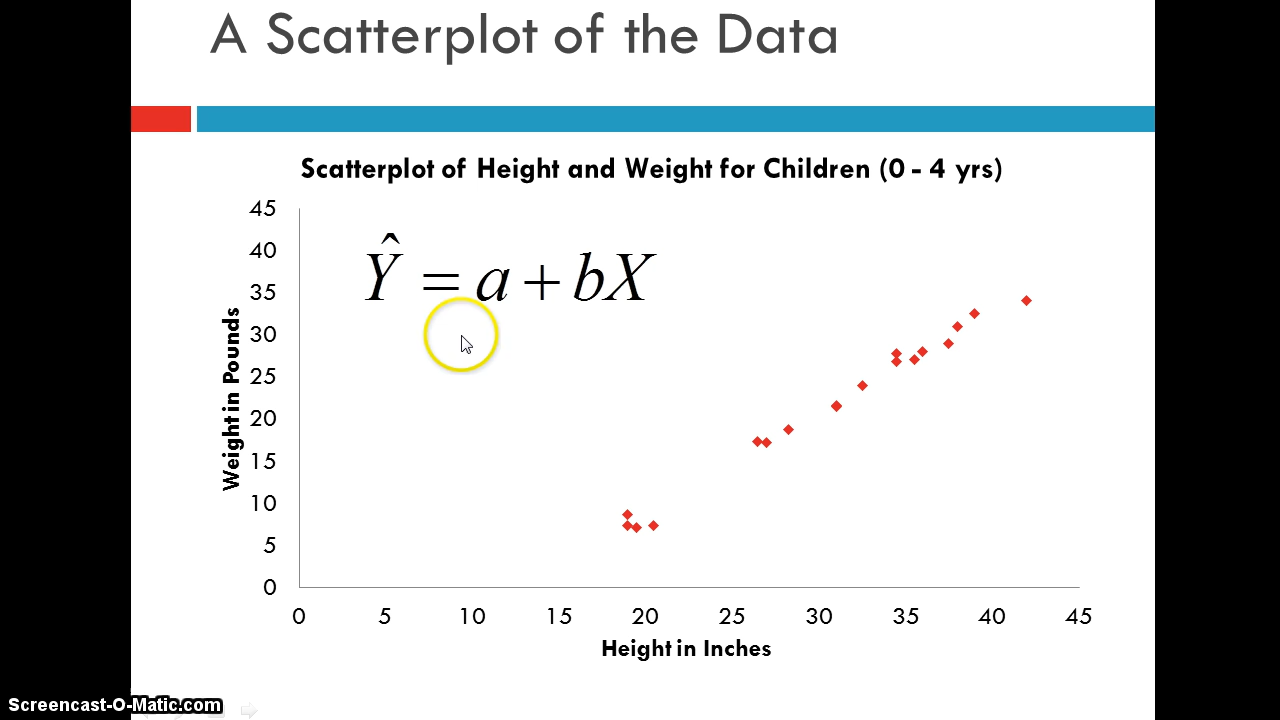 A Scatterplot of the Data
Scatterplot of Height and Weight for Children (0 - 4 yrs)
Ŷ = a + bX
Weight in Pounds
45
40
35
30
25
20
15
10
5
0
0 5 10 15 20 25 30 35 40 45
Height in Inches
Screencast-O-Matic.com